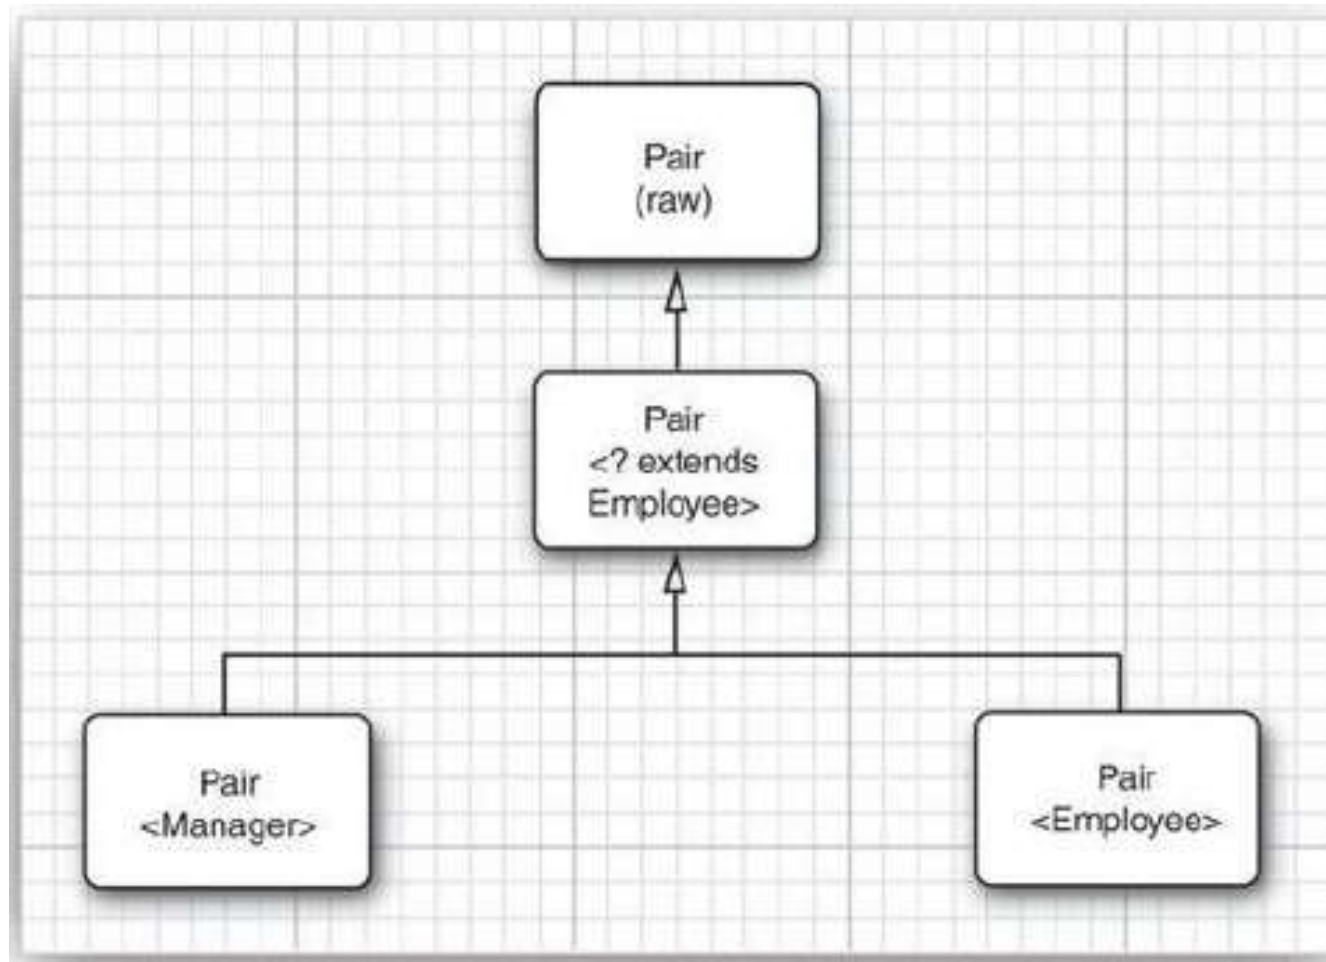 Pair
(raw)
Pair
<? extends
Employee>
Pair
<Manager>
Pair
<Employee>